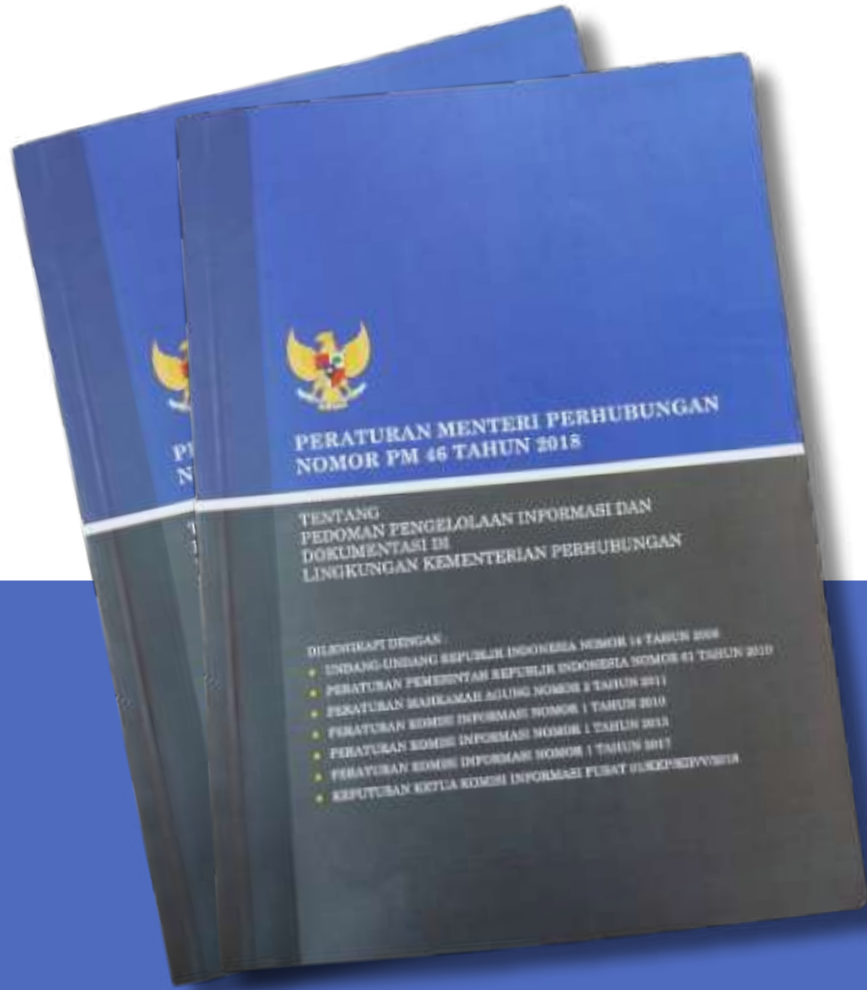 PERATURAN MENTERI PERHUBUNGAN
NOMOR PM 46 TAHUN 2018
TENTANG
PEDOMAN PENGELOLAAN INFORMASI DAN
DOKUMENTASI DI
LINGKUNGAN KEMENTERIAN PERHUBUNGAN
DILENGKAPI DENGAN :
UNDANG-UNDANG REPUBLIK INDONESIA NOMOR 14 TAHUN 2008
PERATURAN PEMERINTAH REPUBLIK INDONESIA NOMOR 61 TAHUN 2010
PERATURAN MAHKAMAH AGUNG NOMOR 2 TAHUN 2011
PERATURAN KOMISI INFORMASI NOMOR 1 TAHUN 2010
PERATURAN KOMISI INFORMASI NOMOR 1 TAHUN 2013
PERATURAN KOMISI INFORMASI NOMOR 1 TAHUN 2017
KEPUTUSAN KETUA KOMISI INFORMASI PUSAT